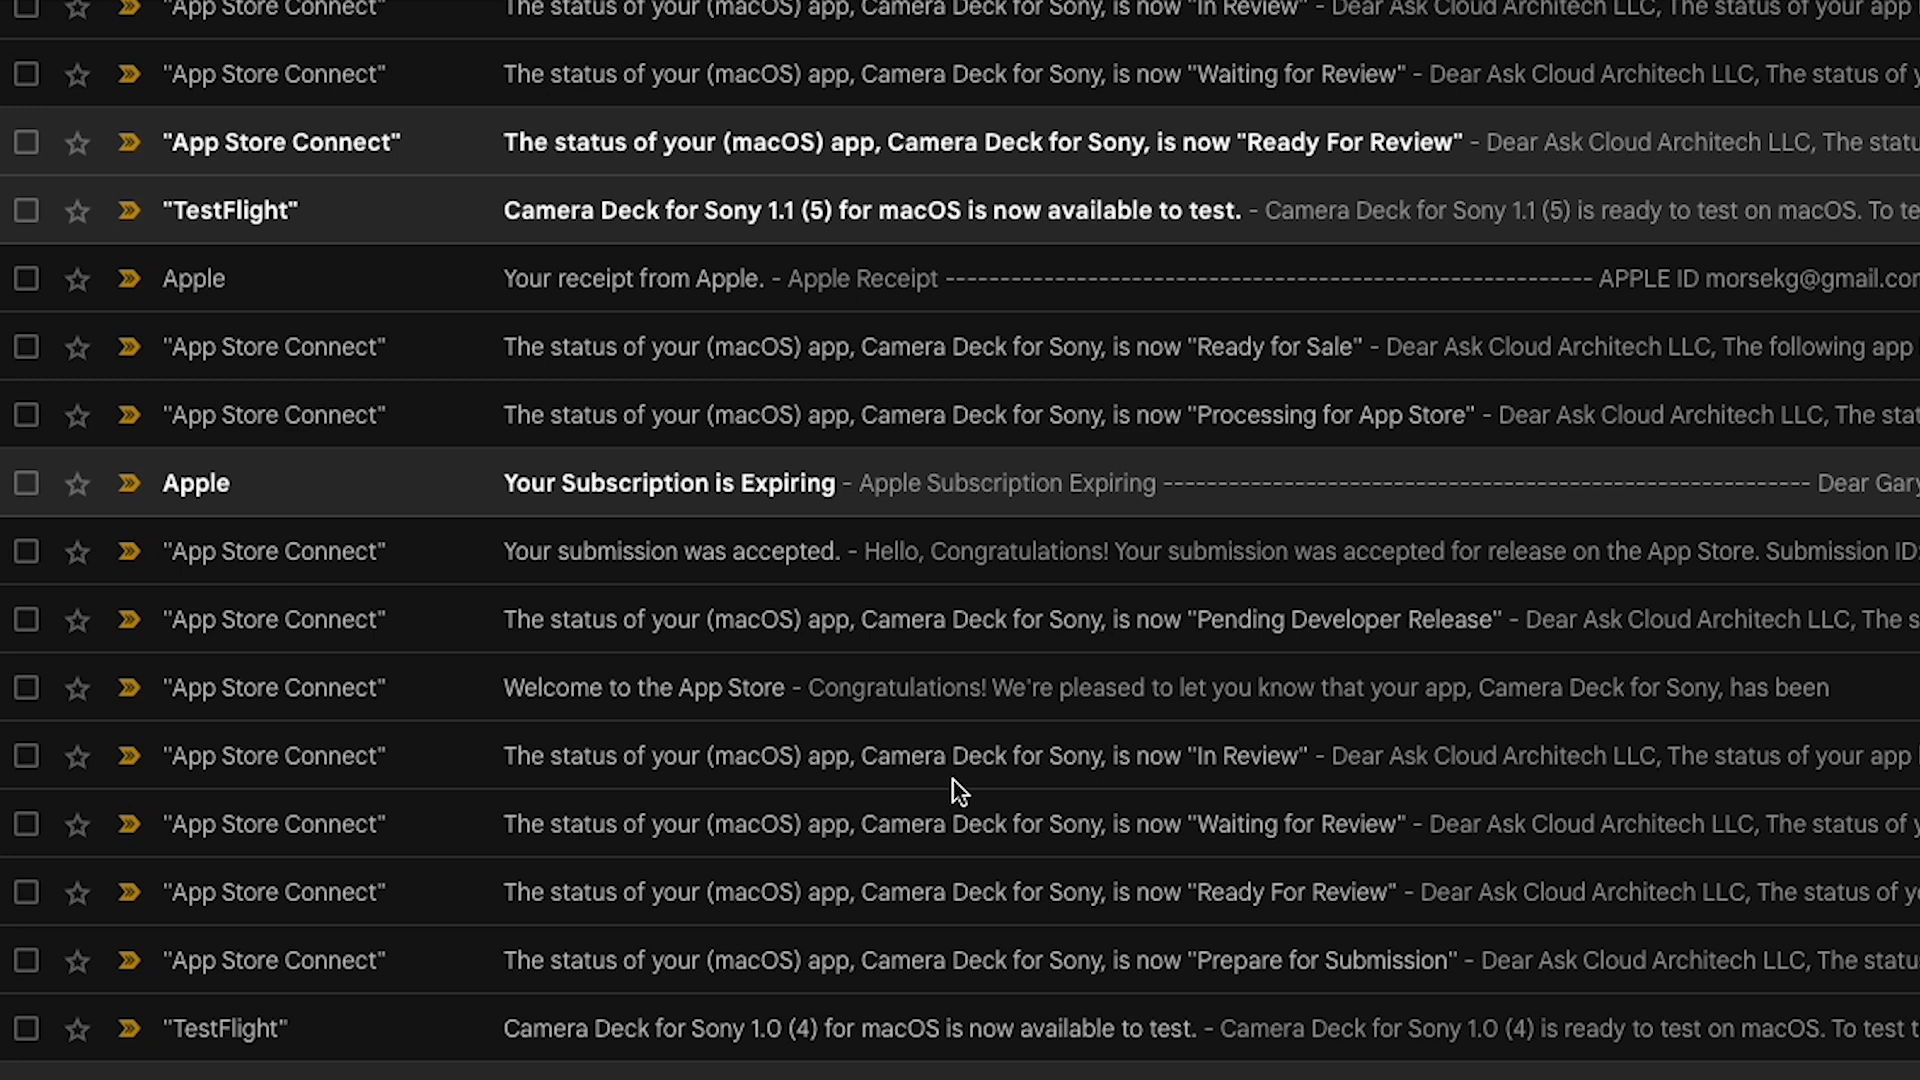 "App Store Connect" The status of your (macOS) app, Camera Deck for Sony, is now "In Review" - Dear Ask Cloud Architech LLC, The status of your app
"App Store Connect" The status of your (macOS) app, Camera Deck for Sony, is now "Waiting for Review" - Dear Ask Cloud Architech LLC, The status of y
"App Store Connect" The status of your (macOS) app, Camera Deck for Sony, is now "Ready For Review" - Dear Ask Cloud Architech LLC, The statu
"TestFlight" Camera Deck for Sony 1.1 (5) for macOS is now available to test. - Camera Deck for Sony 1.1 (5) is ready to test on macOS. To te
Apple Your receipt from Apple. - Apple Receipt ------------------------------------------------------------ APPLE ID morsekg@gmail.com
"App Store Connect" The status of your (macOS) app, Camera Deck for Sony, is now "Ready for Sale" - Dear Ask Cloud Architech LLC, The following app
"App Store Connect" The status of your (macOS) app, Camera Deck for Sony, is now "Processing for App Store" - Dear Ask Cloud Architech LLC, The stat
Apple Your Subscription is Expiring - Apple Subscription Expiring ------------------------------------------------------------ Dear Gary
"App Store Connect" Your submission was accepted. - Hello, Congratulations! Your submission was accepted for release on the App Store. Submission ID:
"App Store Connect" The status of your (macOS) app, Camera Deck for Sony, is now "Pending Developer Release" - Dear Ask Cloud Architech LLC, The s
"App Store Connect" Welcome to the App Store - Congratulations! We're pleased to let you know that your app, Camera Deck for Sony, has been
"App Store Connect" The status of your (macOS) app, Camera Deck for Sony, is now "In Review" - Dear Ask Cloud Architech LLC, The status of your app
"App Store Connect" The status of your (macOS) app, Camera Deck for Sony, is now "Waiting for Review" - Dear Ask Cloud Architech LLC, The status of y
"App Store Connect" The status of your (macOS) app, Camera Deck for Sony, is now "Ready For Review" - Dear Ask Cloud Architech LLC, The status of yo
"App Store Connect" The status of your (macOS) app, Camera Deck for Sony, is now "Prepare for Submission" - Dear Ask Cloud Architech LLC, The statu
"TestFlight" Camera Deck for Sony 1.0 (4) for macOS is now available to test. - Camera Deck for Sony 1.0 (4) is ready to test on macOS. To test t